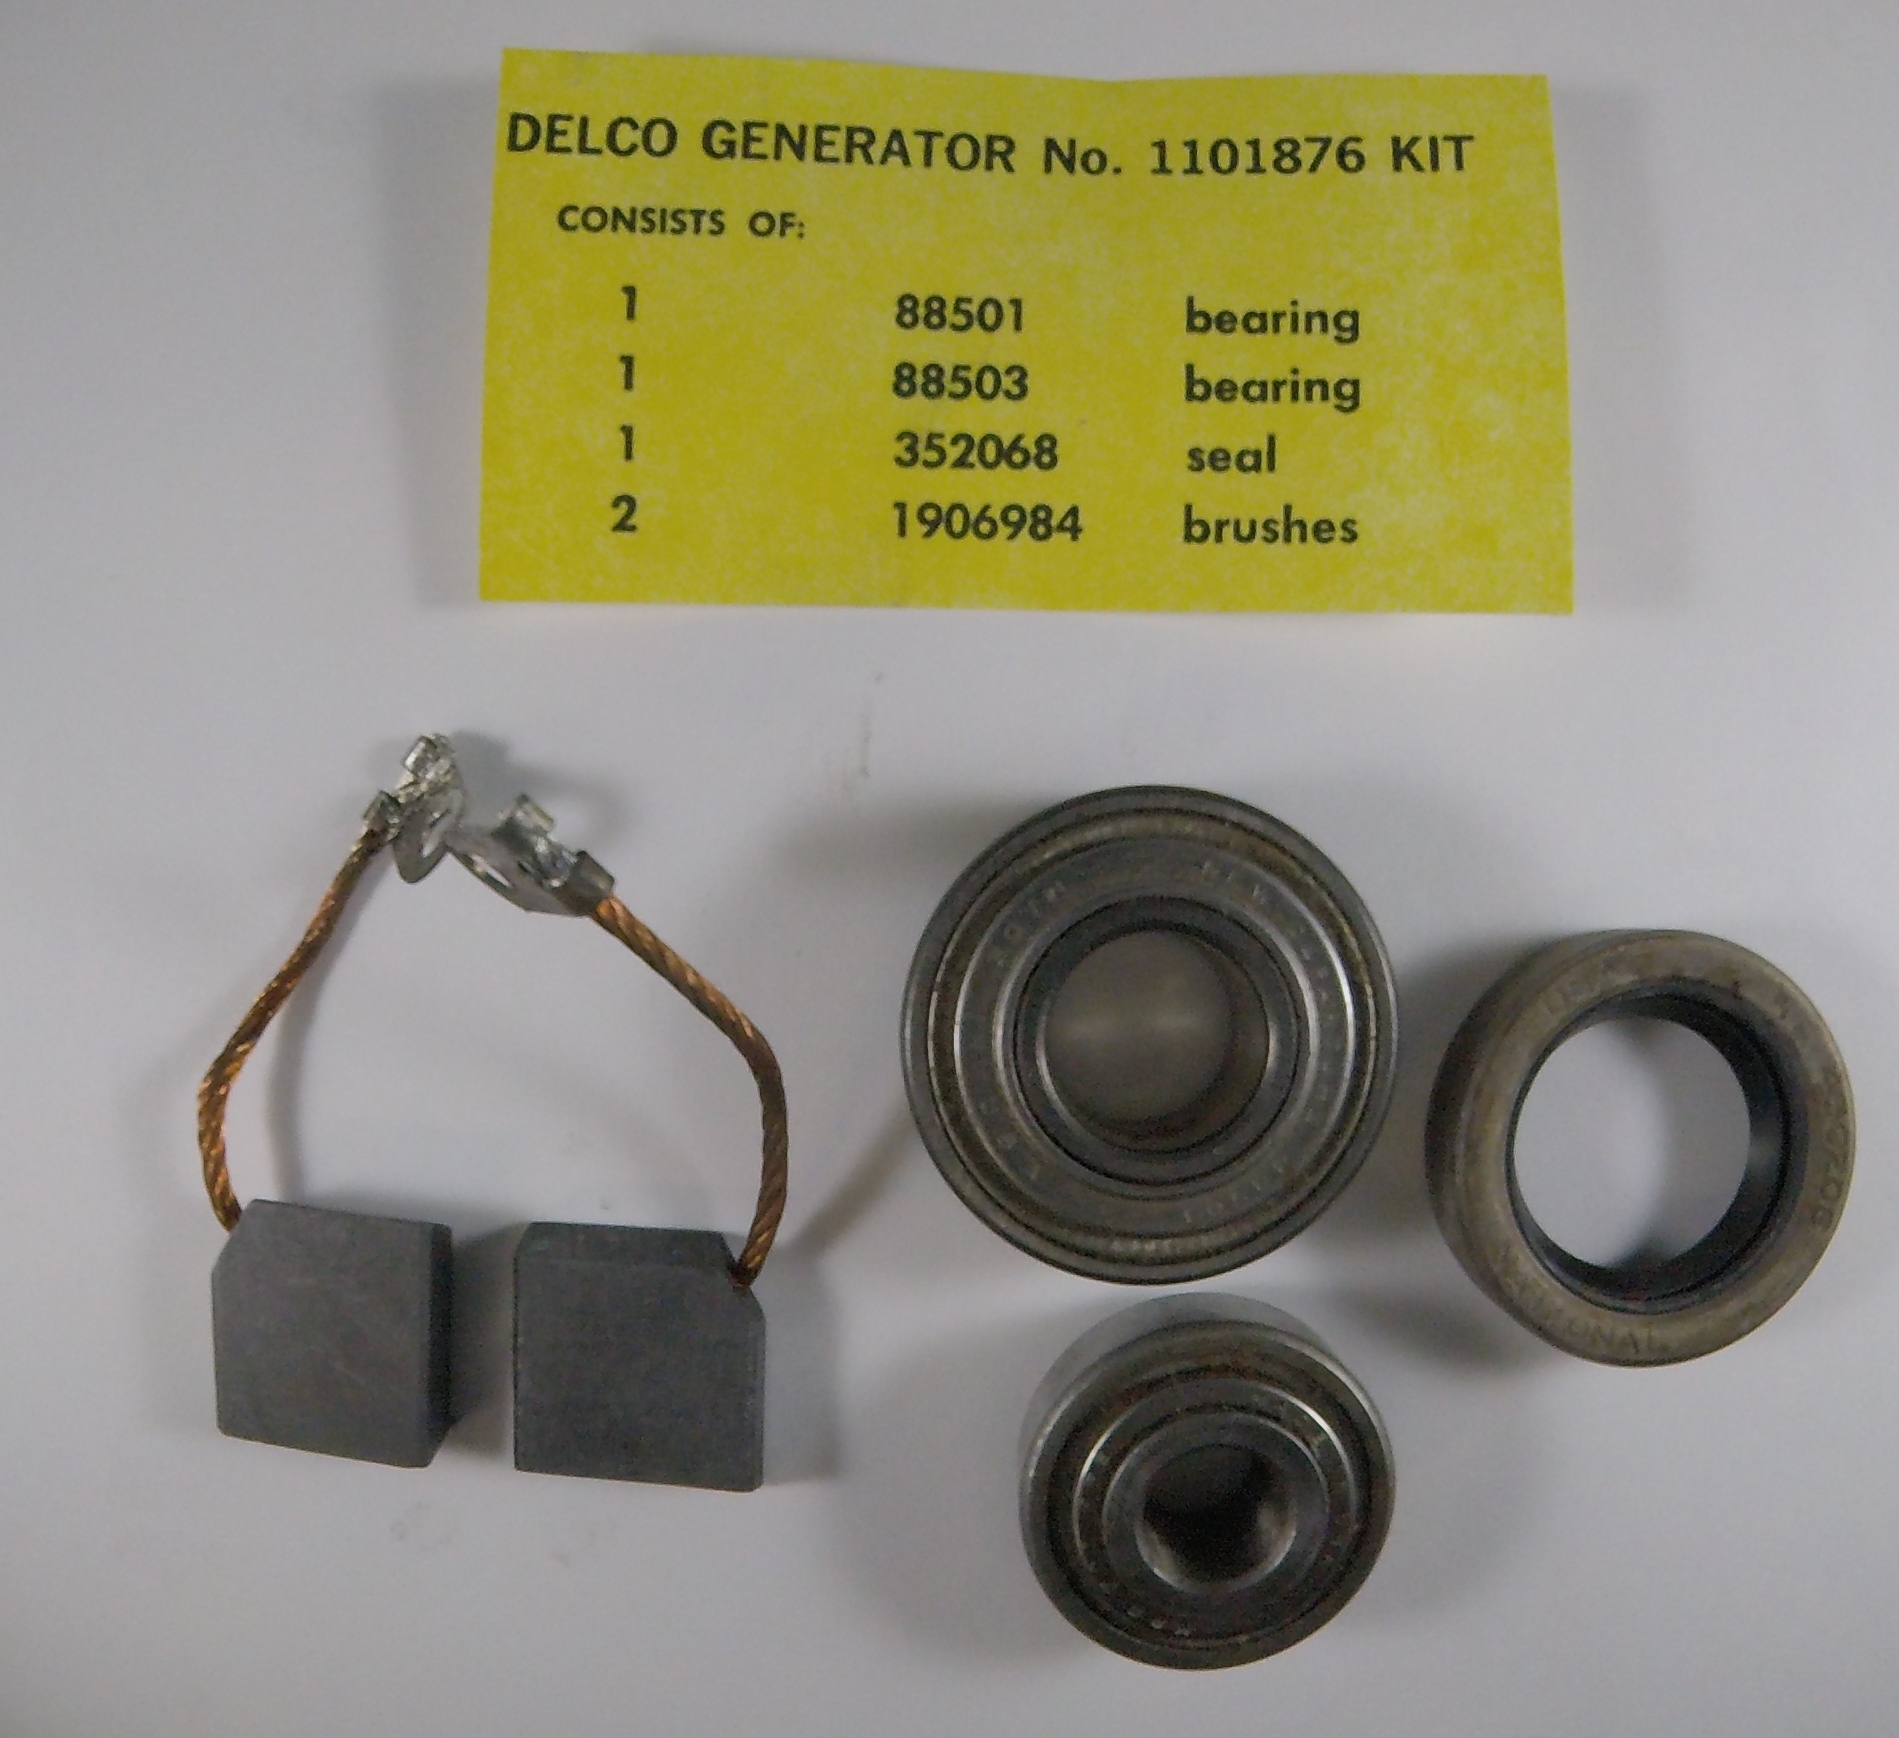 DELCO GENERATOR No. 1101876 KIT
CONSISTS OF:
1 88501 bearing
1 88503 bearing
1 352068 seal
2 1906984 brushes
NATIONAL